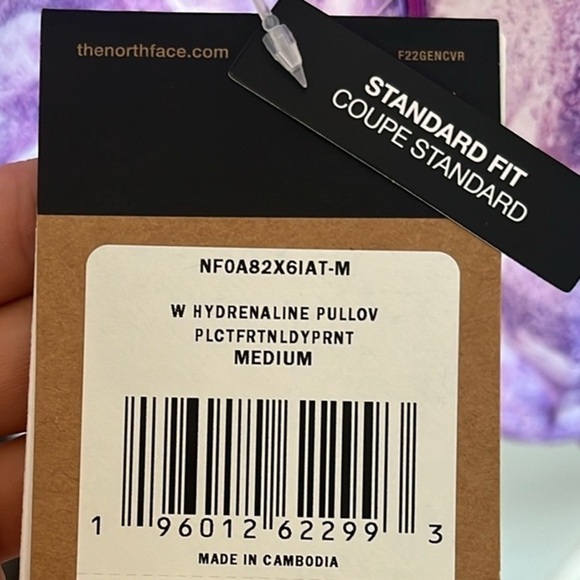 thenorthface.com
F22GENCVR
STANDARD FIT
COUPE STANDARD
NF0A82X6IAT-M
W HYDRENALINE PULLOV
PLCTFRTNLDYPRNT
MEDIUM
1 96012 62299 3
MADE IN CAMBODIA